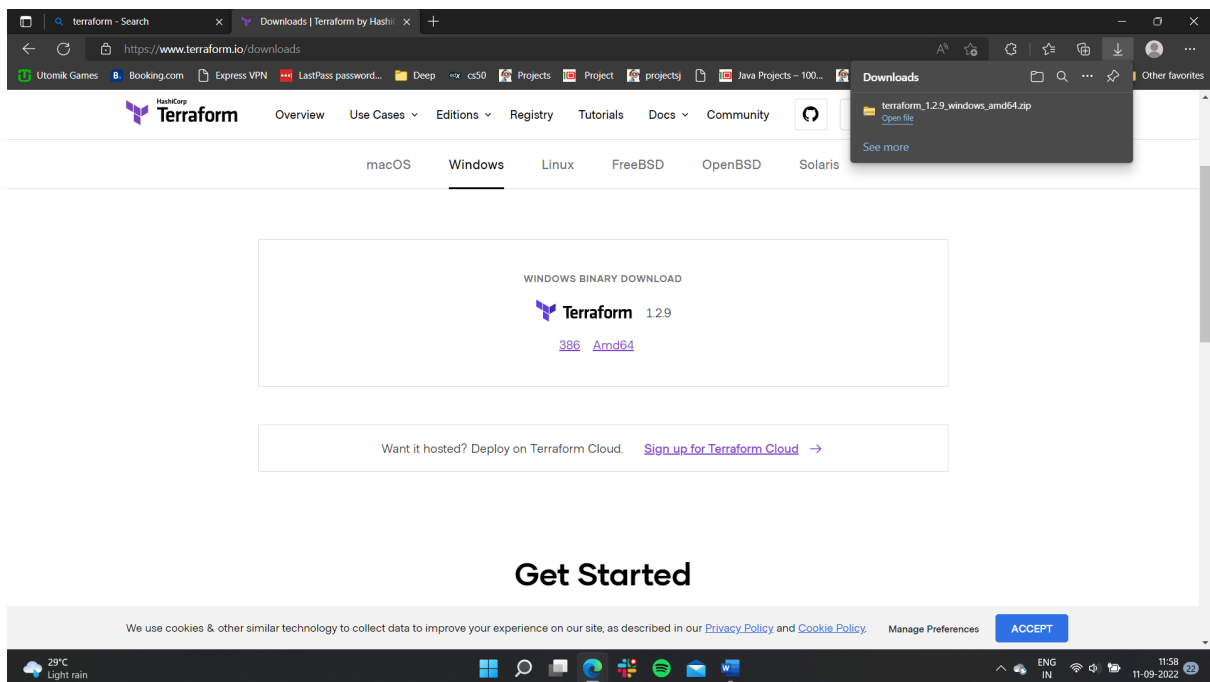 terraform - Search
Downloads | Terraform by Hashi
https://www.terraform.io/downloads
Utomik Games B. Booking.com Express VPN LastPass password... Deep cs50 Projects Project projectsj Java Projects – 100... Other favorites
Downloads
terraform_1.2.9_windows_amd64.zip
Open file
See more
HashiCorp
Terraform Overview Use Cases Editions Registry Tutorials Docs Community
macOS Windows Linux FreeBSD OpenBSD Solaris
WINDOWS BINARY DOWNLOAD
Terraform 1.2.9
386 Amd64
Want it hosted? Deploy on Terraform Cloud. Sign up for Terraform Cloud →
Get Started
We use cookies & other similar technology to collect data to improve your experience on our site, as described in our Privacy Policy and Cookie Policy. Manage Preferences ACCEPT
29°C
Light rain
ENG
IN
11:58
11-09-2022
22